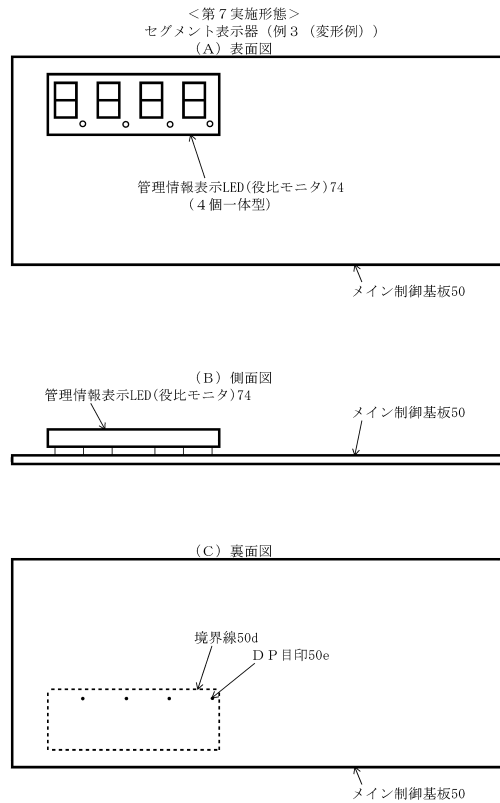 ＜第７実施形態＞
セグメント表示器（例３（変形例））
（Ａ）表面図
管理情報表示LED(役比モニタ)74
（４個一体型）
メイン制御基板50
（Ｂ）側面図
管理情報表示LED(役比モニタ)74
メイン制御基板50
（Ｃ）裏面図
境界線50d
ＤＰ目印50e
メイン制御基板50